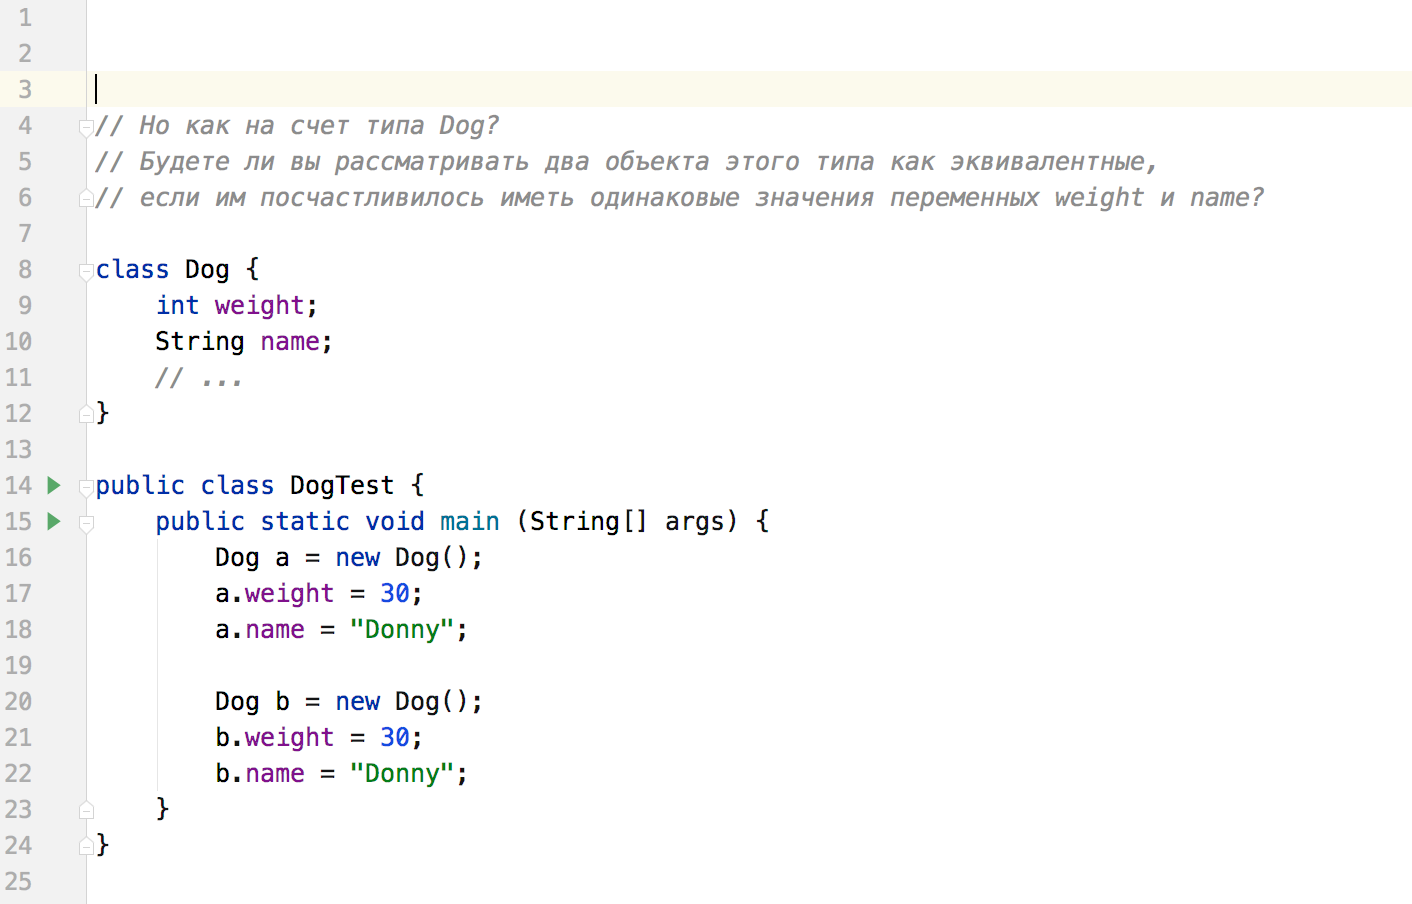 1
2
3
4 // Но как на счет типа Dog?
5 // Будете ли вы рассматривать два объекта этого типа как эквивалентные,
6 // если им посчастливилось иметь одинаковые значения переменных weight и name?
7
8 class Dog {
9     int weight;
10     String name;
11     // ...
12 }
13
14 public class DogTest {
15     public static void main (String[] args) {
16         Dog a = new Dog();
17         a.weight = 30;
18         a.name = "Donny";
19
20         Dog b = new Dog();
21         b.weight = 30;
22         b.name = "Donny";
23     }
24 }
25